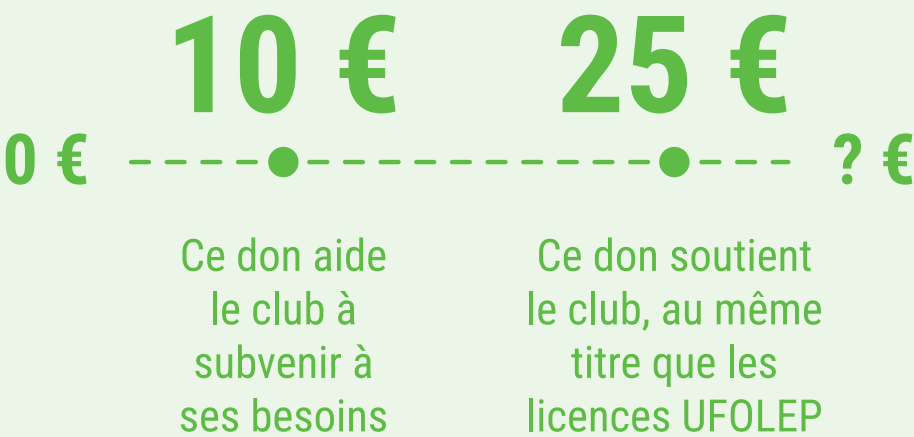 10 €
25 €
0 €
? €
Ce don aide
le club à
subvenir à
ses besoins
Ce don soutient
le club, au même
titre que les
licences UFOLEP